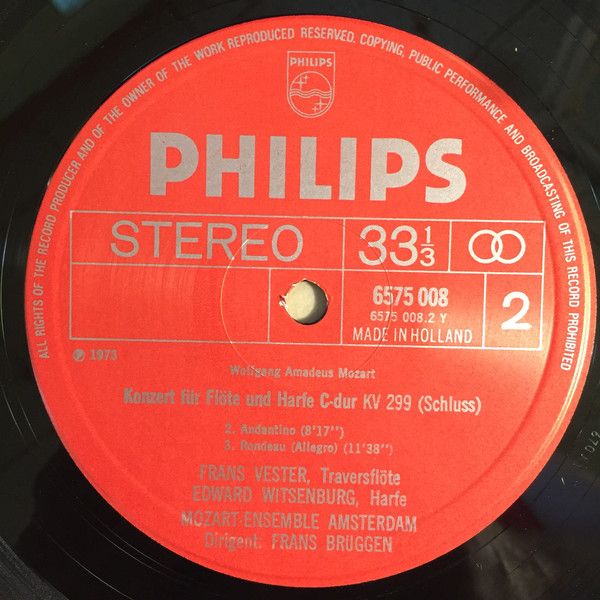 ALL RIGHTS OF THE RECORD PRODUCER AND OF THE OWNER OF THE WORK REPRODUCED RESERVED. COPYING, PUBLIC PERFORMANCE AND BROADCASTING OF THIS RECORD PROHIBITED
PHILIPS
PHILIPS
STEREO
33 1/3
6575 008
6575 008.2 Y
MADE IN HOLLAND
2
℗ 1973
Wolfgang Amadeus Mozart
Konzert für Flöte und Harfe C-dur KV 299 (Schluss)
2. Andantino (8'17'')
3. Rondeau (Allegro) (11'38'')
FRANS VESTER, Traversflöte
EDWARD WITSENBURG, Harfe
MOZART-ENSEMBLE AMSTERDAM
Dirigent: FRANS BRÜGGEN